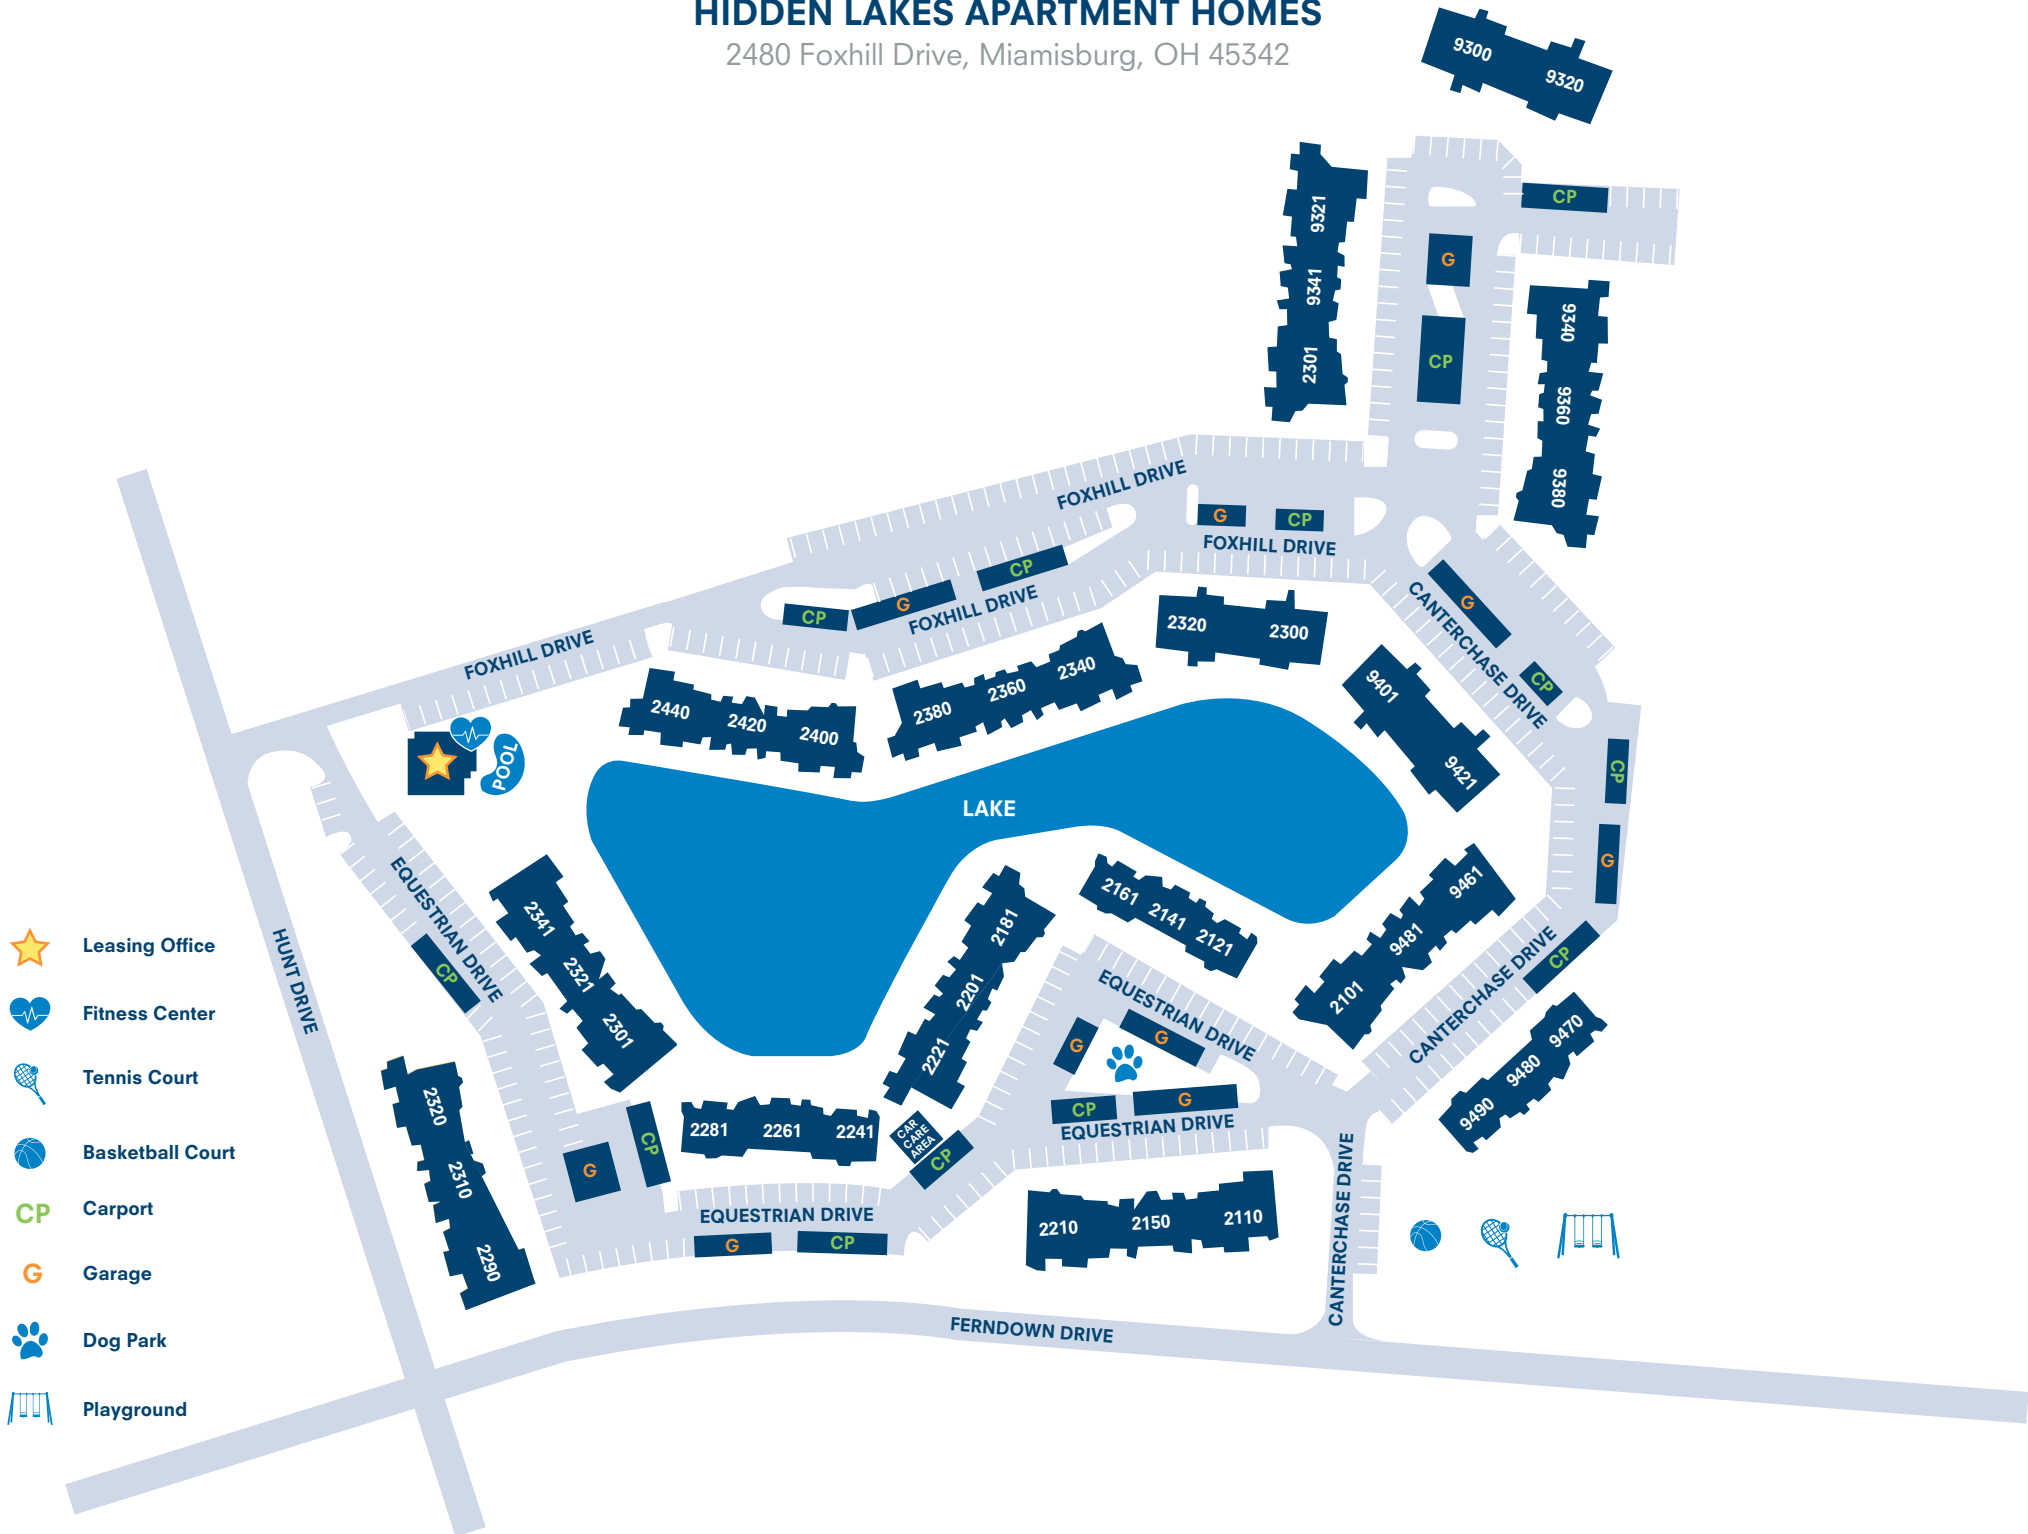 HIDDEN LAKES APARTMENT HOMES
2480 Foxhill Drive, Miamisburg, OH 45342
9300
9320
9321
9341
2301
CP
G
CP
9340
9360
9380
FOXHILL DRIVE
G
CP
FOXHILL DRIVE
CP
G
CP
FOXHILL DRIVE
FOXHILL DRIVE
G
CP
CANTERCHASE DRIVE
2320
2300
2440
2420
2400
2380
2360
2340
9401
9421
POOL
LAKE
CP
G
CP
CANTERCHASE DRIVE
EQUESTRIAN DRIVE
CP
HUNT DRIVE
2341
2321
2301
2181
2201
2221
2161
2141
2121
9461
9481
2101
9470
9480
9490
EQUESTRIAN DRIVE
G
G
CP
G
EQUESTRIAN DRIVE
2320
2310
2290
G
CP
2281
2261
2241
CAR
CARE
AREA
CP
EQUESTRIAN DRIVE
G
CP
2210
2150
2110
CANTERCHASE DRIVE
FERNDOWN DRIVE
Leasing Office
Fitness Center
Tennis Court
Basketball Court
CP Carport
G Garage
Dog Park
Playground